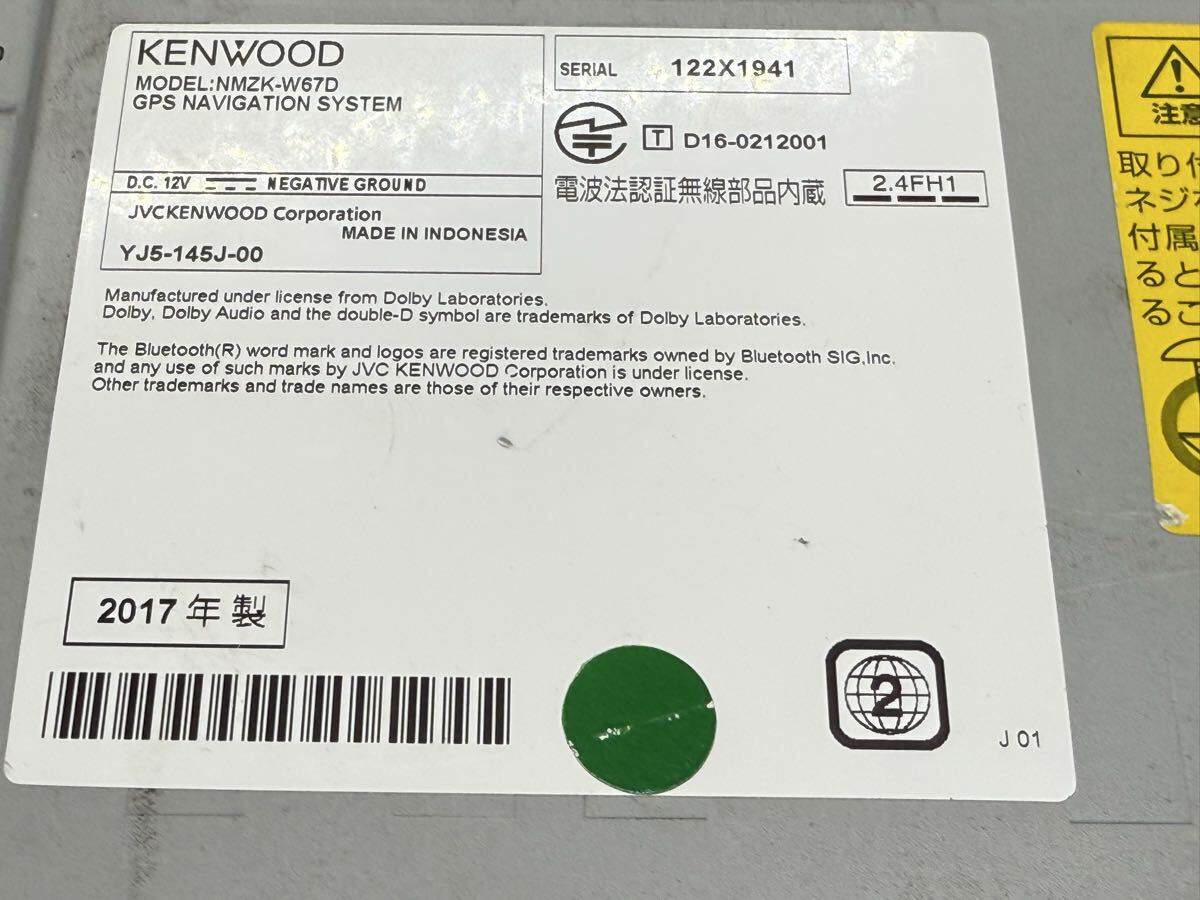 KENWOOD
MODEL:NMZK-W67D
GPS NAVIGATION SYSTEM
D.C. 12V NEGATIVE GROUND
JVCKENWOOD Corporation
MADE IN INDONESIA
YJ5-145J-00
SERIAL 122X1941
T D16-0212001
電波法認証無線部品内蔵 2.4FH1
Manufactured under license from Dolby Laboratories.
Dolby, Dolby Audio and the double-D symbol are trademarks of Dolby Laboratories.
The Bluetooth(R) word mark and logos are registered trademarks owned by Bluetooth SIG,Inc.
and any use of such marks by JVC KENWOOD Corporation is under license.
Other trademarks and trade names are those of their respective owners.
2017 年 製
2
J 01
注意
取り付
ネジを
付属
ると
るこ